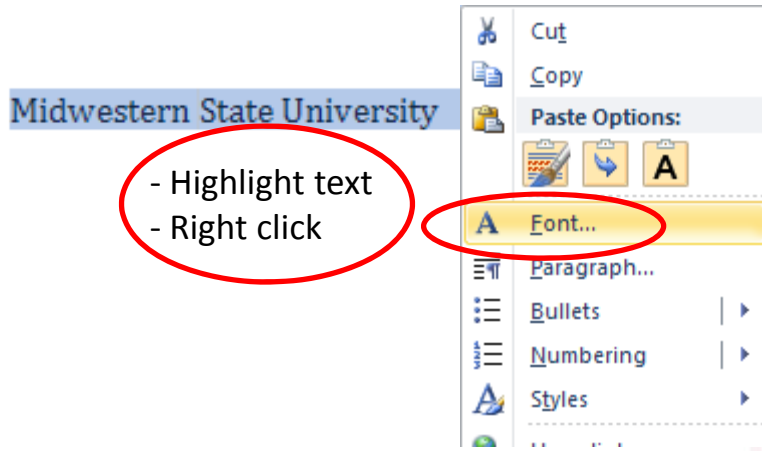 Midwestern State University
- Highlight text
- Right click
Cut
Copy
Paste Options:
A
A Font...
Paragraph...
Bullets
Numbering
Styles